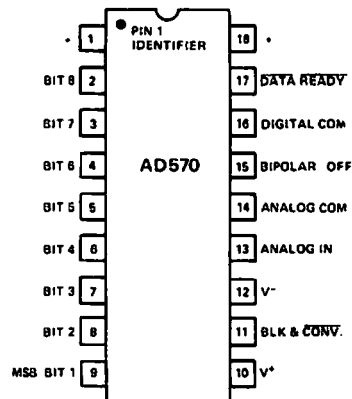 PIN 1
IDENTIFIER
• 1
18 •
BIT 8 2
17 DATA READY
BIT 7 3
16 DIGITAL COM
BIT 6 4
AD570
15 BIPOLAR OFF
BIT 5 5
14 ANALOG COM
BIT 4 6
13 ANALOG IN
BIT 3 7
12 V-
BIT 2 8
11 BLK & CONV.
MSB BIT 1 9
10 V+